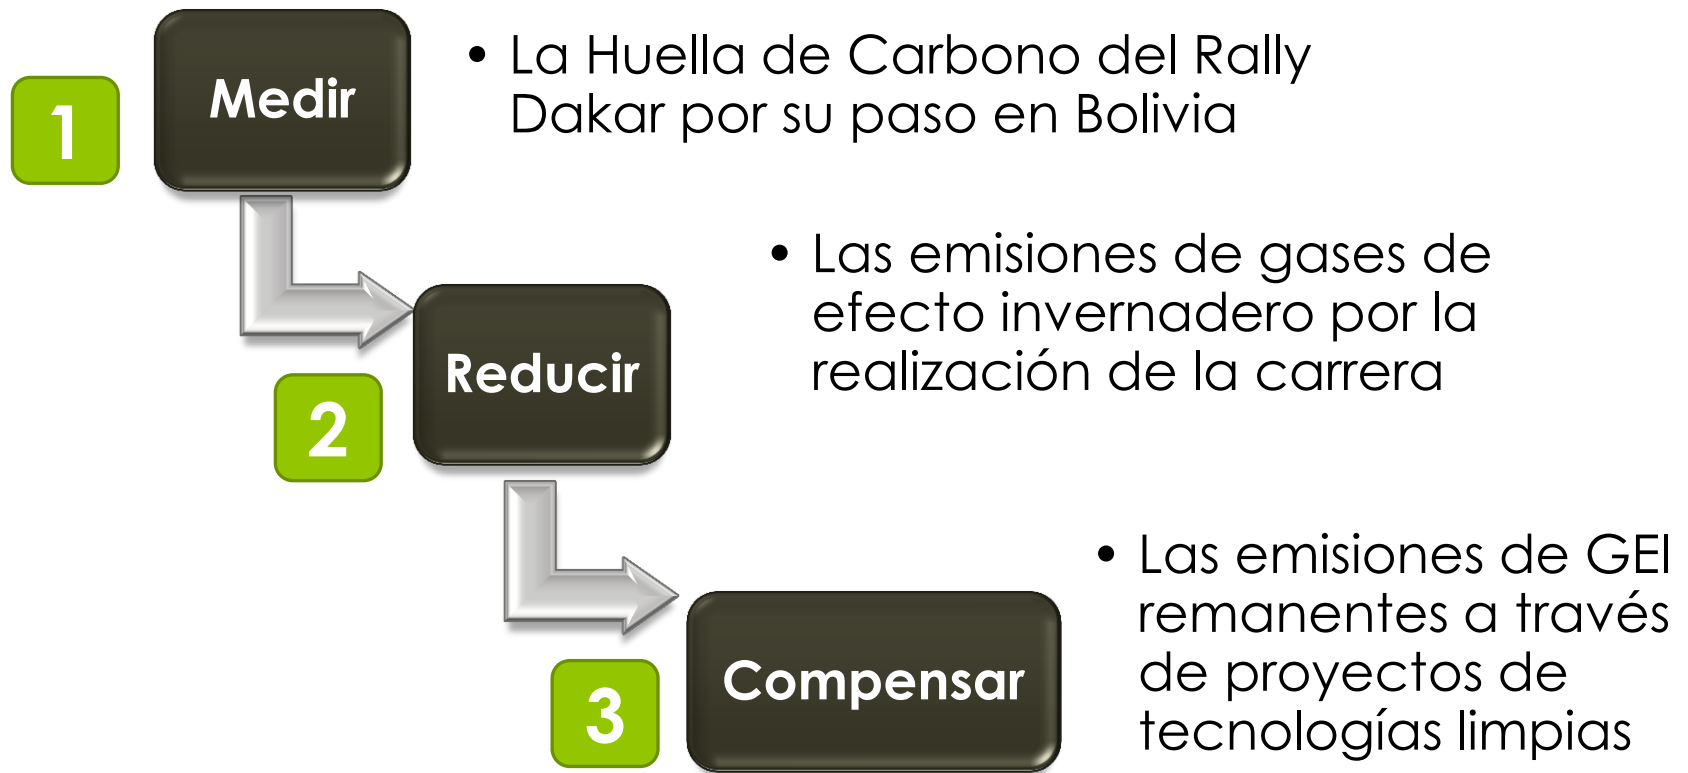 1
Medir
• La Huella de Carbono del Rally
Dakar por su paso en Bolivia
2
Reducir
• Las emisiones de gases de
efecto invernadero por la
realización de la carrera
3
Compensar
• Las emisiones de GEI
remanentes a través
de proyectos de
tecnologías limpias